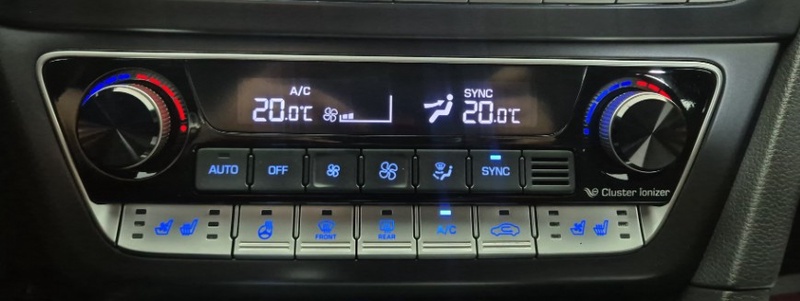 A/C
SYNC
20.0°C
20.0°C
AUTO
OFF
SYNC
Cluster ionizer
FRONT
REAR
A/C